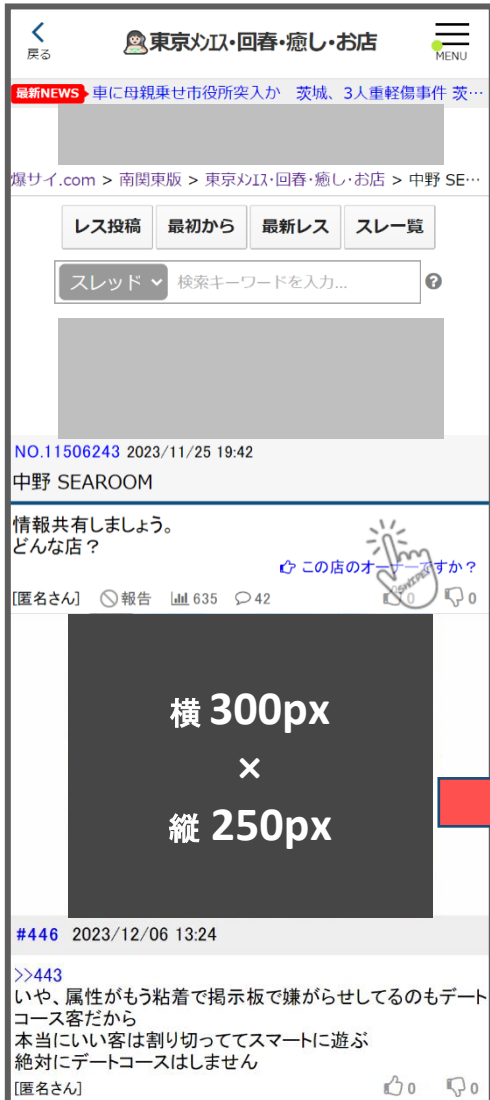 戻る
東京メンエス・回春・癒し・お店
MENU
最新NEWS 車に母親乗せ市役所突入か 茨城、3人重軽傷事件 茨…
爆サイ.com > 南関東版 > 東京メンエス・回春・癒し・お店 > 中野 SE…
レス投稿 最初から 最新レス スレ一覧
スレッド 検索キーワードを入力...
NO.11506243 2023/11/25 19:42
中野 SEAROOM
情報共有しましょう。
どんな店？
この店のオーナーですか？
[匿名さん] 報告 635 42 0 0
SWIPE
横 300px
×
縦 250px
#446 2023/12/06 13:24
>>443
いや、属性がもう粘着で掲示板で嫌がらせしてるのもデート
コース客だから
本当にいい客は割り切っててスマートに遊ぶ
絶対にデートコースはしません
[匿名さん] 0 0